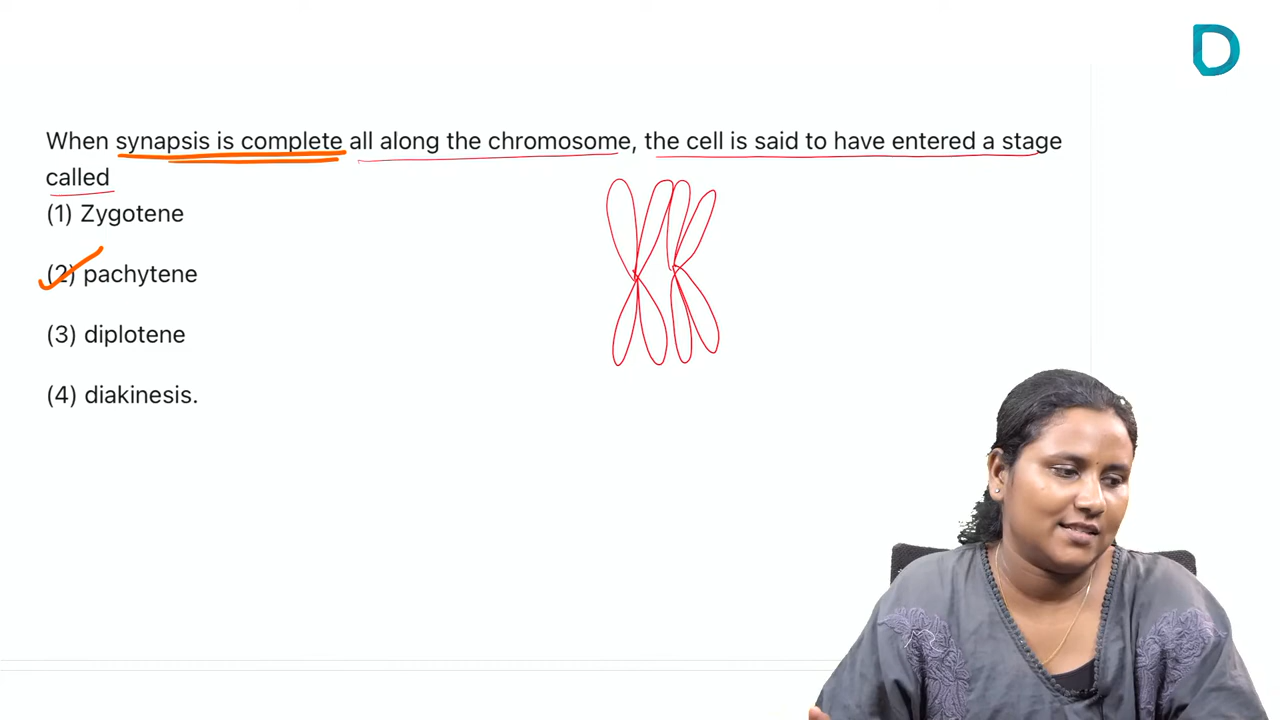 D
When synapsis is complete all along the chromosome, the cell is said to have entered a stage
called
(1) Zygotene
(2) pachytene
(3) diplotene
(4) diakinesis.